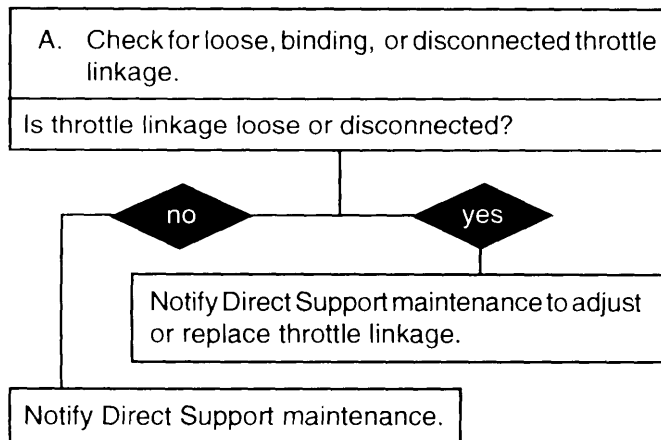 A. Check for loose, binding, or disconnected throttle
linkage.
Is throttle linkage loose or disconnected?
no
yes
Notify Direct Support maintenance to adjust
or replace throttle linkage.
Notify Direct Support maintenance.